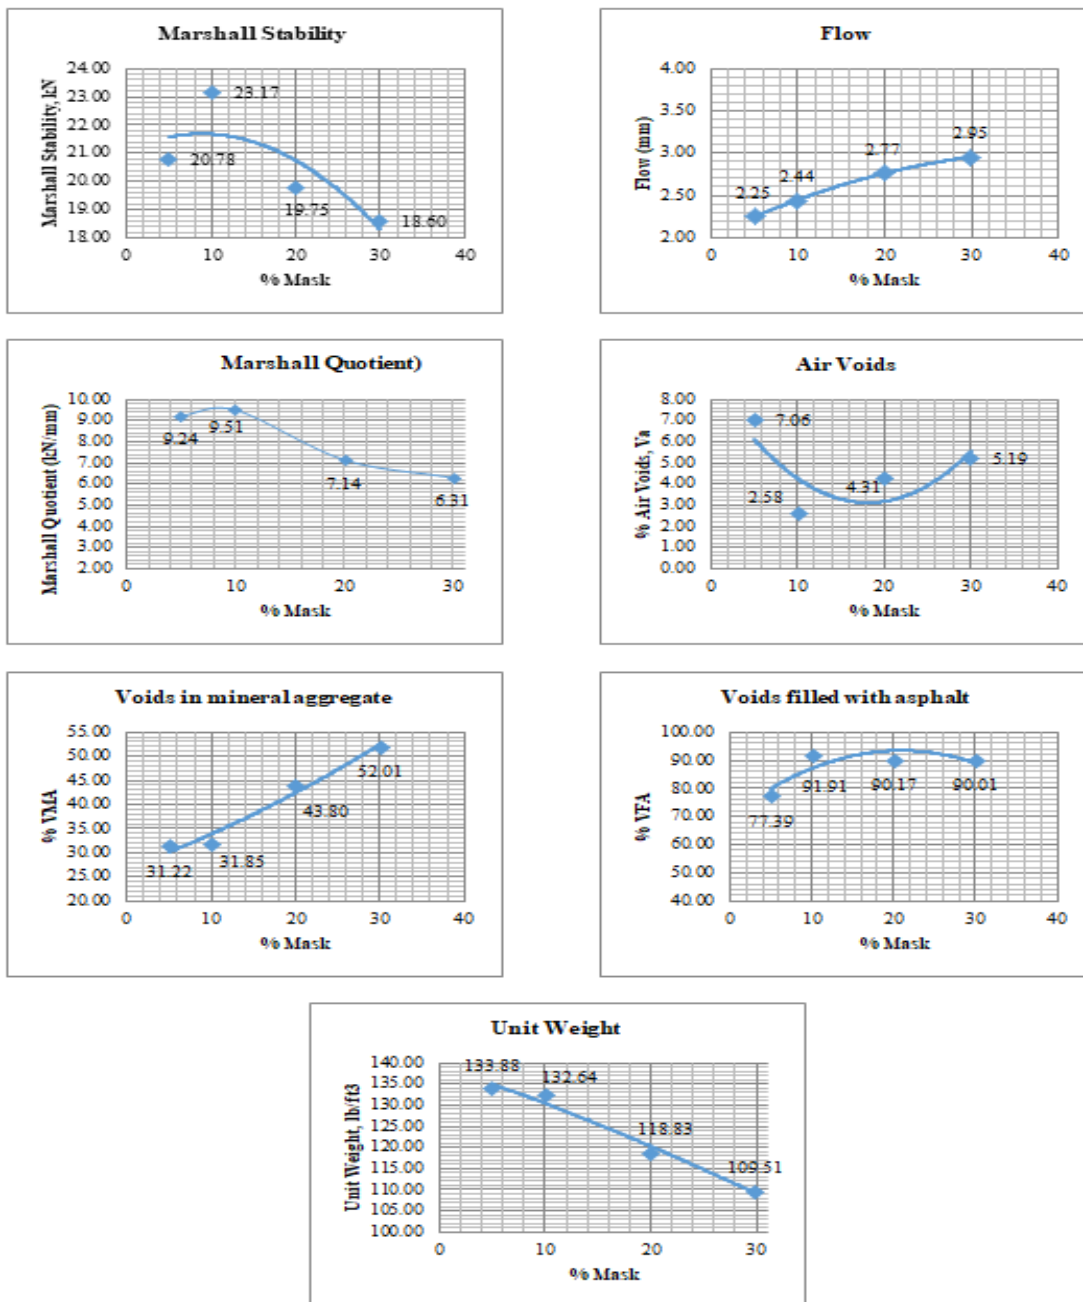 Marshall Stability
Marshall Stability, kN
24.00
23.00
22.00
21.00
20.00
19.00
18.00
23.17
20.78
19.75
18.60
0 10 20 30 40
% Mask
Flow
Flow (mm)
4.00
3.50
3.00
2.50
2.00
2.25
2.44
2.77
2.95
0 10 20 30 40
% Mask
Marshall Quotient)
Marshall Quotient (kN/mm)
10.00
9.00
8.00
7.00
6.00
5.00
4.00
3.00
2.00
9.24
9.51
7.14
6.31
0 10 20 30
% Mask
Air Voids
% Air Voids, Va
8.00
7.00
6.00
5.00
4.00
3.00
2.00
1.00
0.00
7.06
2.58
4.31
5.19
0 10 20 30 40
% Mask
Voids in mineral aggregate
% VMA
55.00
50.00
45.00
40.00
35.00
30.00
25.00
20.00
31.22
31.85
43.80
52.01
0 10 20 30 40
% Mask
Voids filled with asphalt
% VFA
100.00
90.00
80.00
70.00
60.00
50.00
40.00
77.39
91.91
90.17
90.01
0 10 20 30 40
% Mask
Unit Weight
Unit Weight, lb/ft3
140.00
135.00
130.00
125.00
120.00
115.00
110.00
105.00
100.00
133.88
132.64
118.83
109.51
0 10 20 30
% Mask